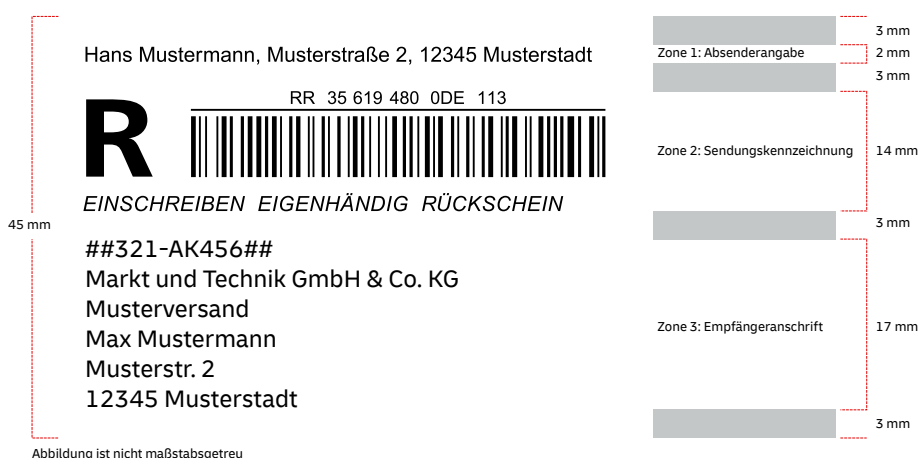 3 mm
Hans Mustermann, Musterstraße 2, 12345 Musterstadt
Zone 1: Absenderangabe
2 mm
3 mm
RR 35 619 480 0DE 113
R
Zone 2: Sendungskennzeichnung
14 mm
EINSCHREIBEN EIGENHÄNDIG RÜCKSCHEIN
45 mm
3 mm
##321-AK456##
Markt und Technik GmbH & Co. KG
Musterversand
Max Mustermann
Musterstr. 2
12345 Musterstadt
Zone 3: Empfängeranschrift
17 mm
3 mm
Abbildung ist nicht maßstabsgetreu